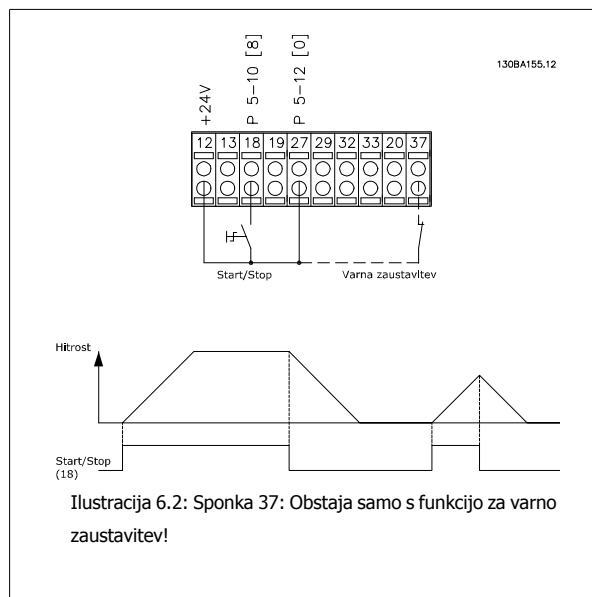 130BA155.12
+24V
P 5-10 [8]
P 5-12 [0]
12 13 18 19 27 29 32 33 20 37
Start/Stop
Varna zaustavitev
Hitrost
Start/Stop
(18)
Ilustracija 6.2: Sponka 37: Obstaja samo s funkcijo za varno
zaustavitev!